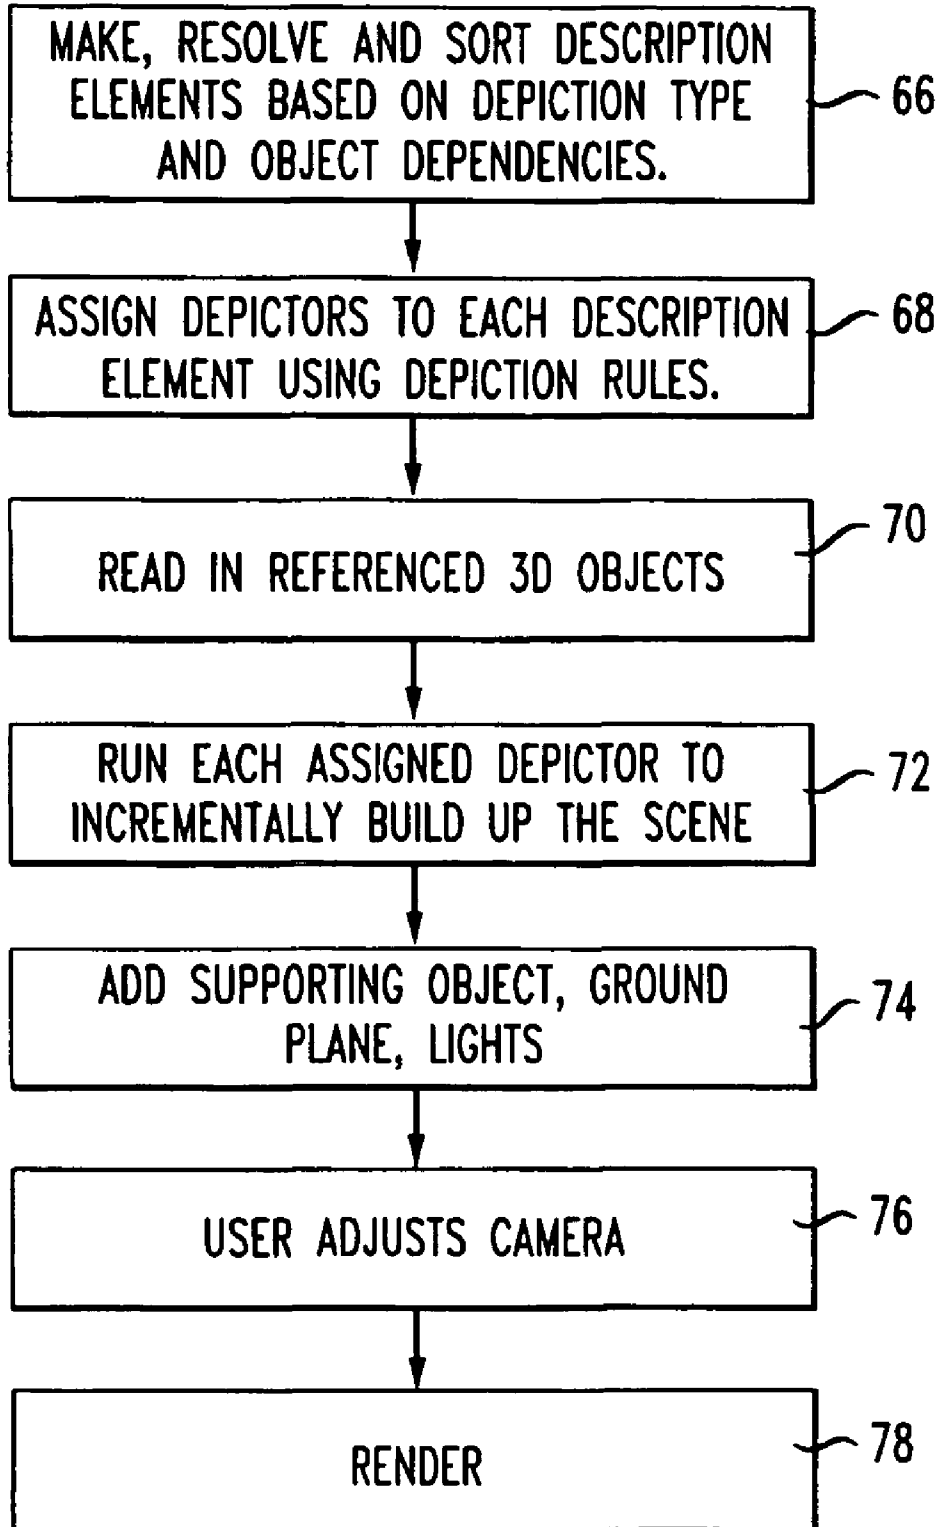 MAKE, RESOLVE AND SORT DESCRIPTION
ELEMENTS BASED ON DEPICTION TYPE
AND OBJECT DEPENDENCIES.
66
ASSIGN DEPICTORS TO EACH DESCRIPTION
ELEMENT USING DEPICTION RULES.
68
READ IN REFERENCED 3D OBJECTS
70
RUN EACH ASSIGNED DEPICTOR TO
INCREMENTALLY BUILD UP THE SCENE
72
ADD SUPPORTING OBJECT, GROUND
PLANE, LIGHTS
74
USER ADJUSTS CAMERA
76
RENDER
78